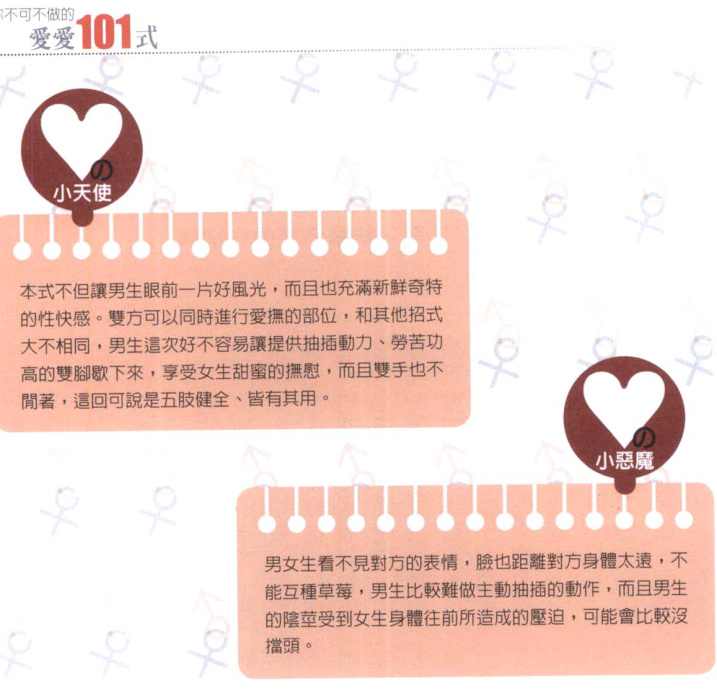 不可不做的
愛愛101式
の
小天使
本式不但讓男生眼前一片好風光，而且也充滿新鮮奇特
的性快感。雙方可以同時進行愛撫的部位，和其他招式
大不相同，男生這次好不容易讓提供抽插動力、勞苦功
高的雙腳歇下來，享受女生甜蜜的撫慰，而且雙手也不
閒著，這回可說是五肢健全、皆有其用。
の
小惡魔
男女生看不見對方的表情，臉也距離對方身體太遠，不
能互種草莓，男生比較難做主動抽插的動作，而且男生
的陰莖受到女生身體往前所造成的壓迫，可能會比較沒
擋頭。